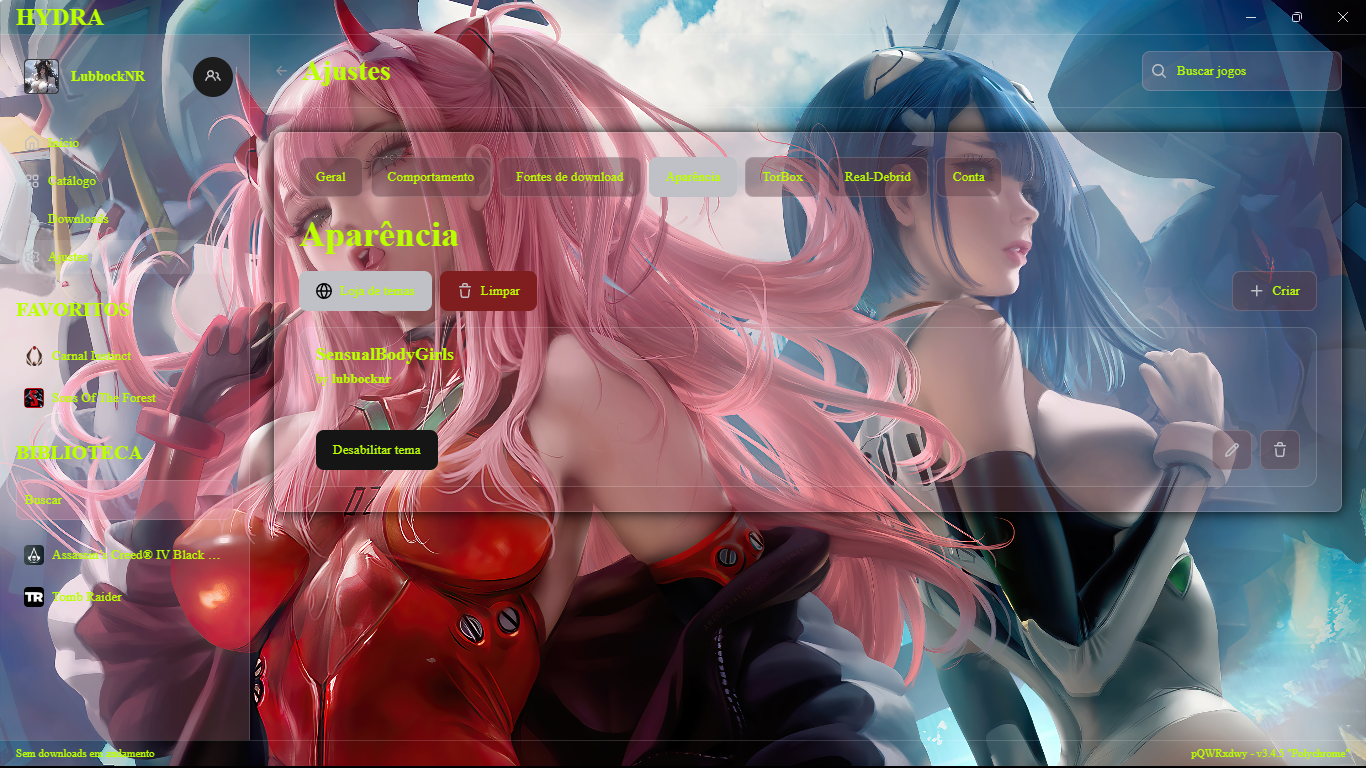 HYDRA
LubbockNR
Ajustes
Buscar jogos
Início
Catálogo
Downloads
Ajustes
FAVORITOS
Carnal Instinct
Sons Of The Forest
BIBLIOTECA
Buscar
Assassin's Creed® IV Black …
TR
Tomb Raider
Geral
Comportamento
Fontes de download
Aparência
TorBox
Real-Debrid
Conta
Aparência
Loja de temas
Limpar
Criar
SensualBodyGirls
by lubbocknr
Desabilitar tema
Sem downloads em andamento
pQWRxdwy - v3.4.3 "Polychrome"